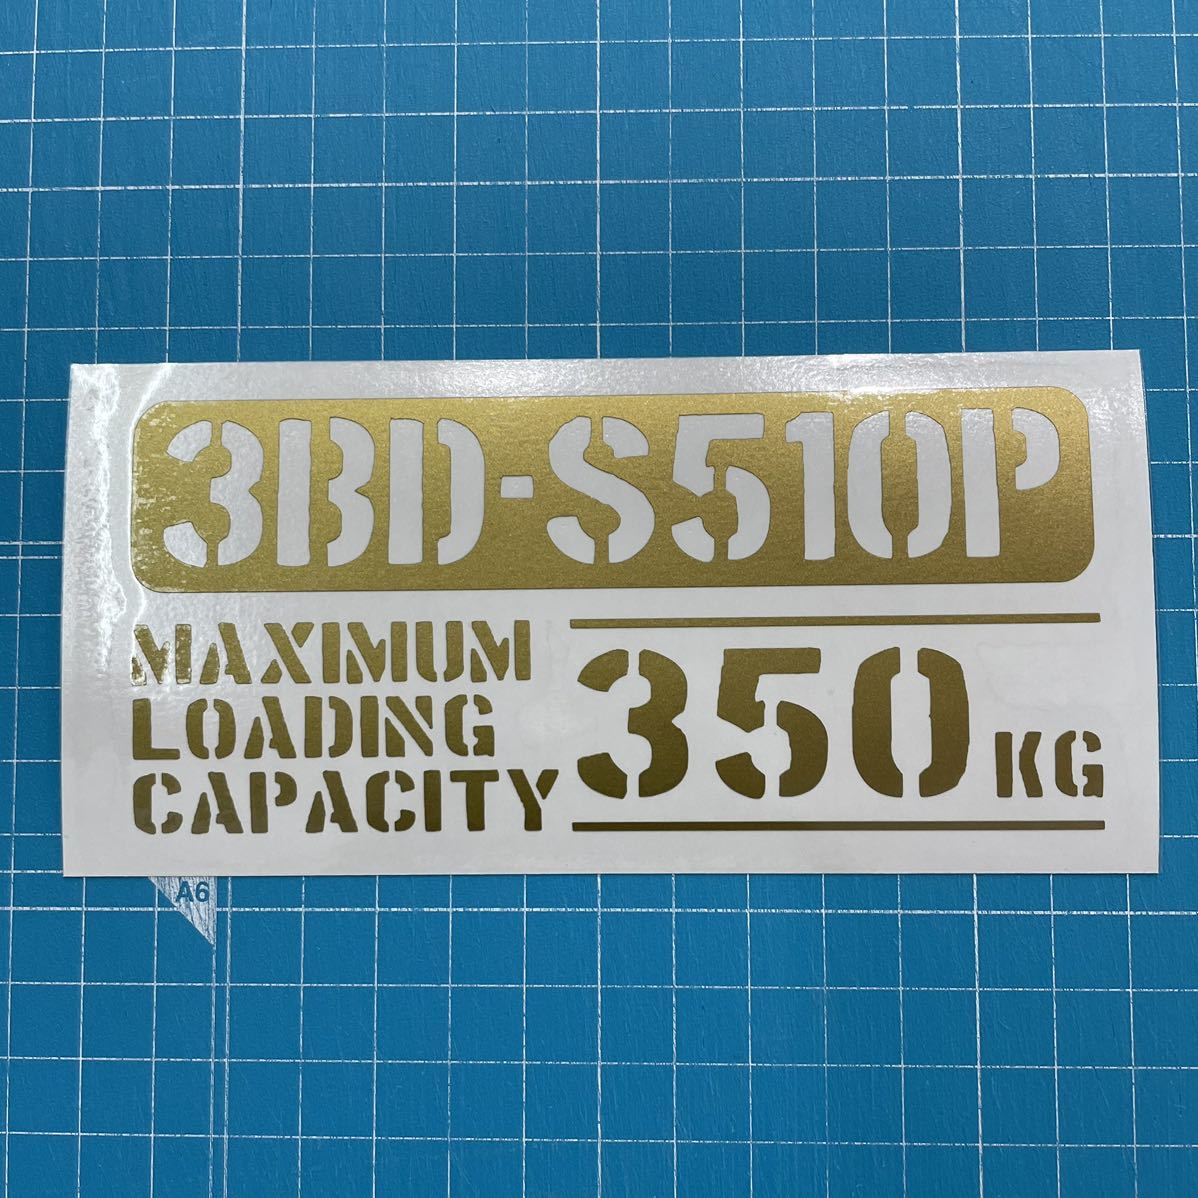 3BD-S510P
MAXIMUM
LOADING
CAPACITY
350 KG
A6